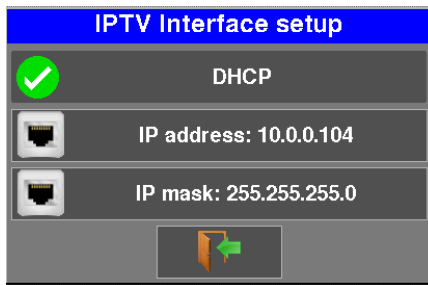 IPTV Interface setup
DHCP
IP address: 10.0.0.104
IP mask: 255.255.255.0